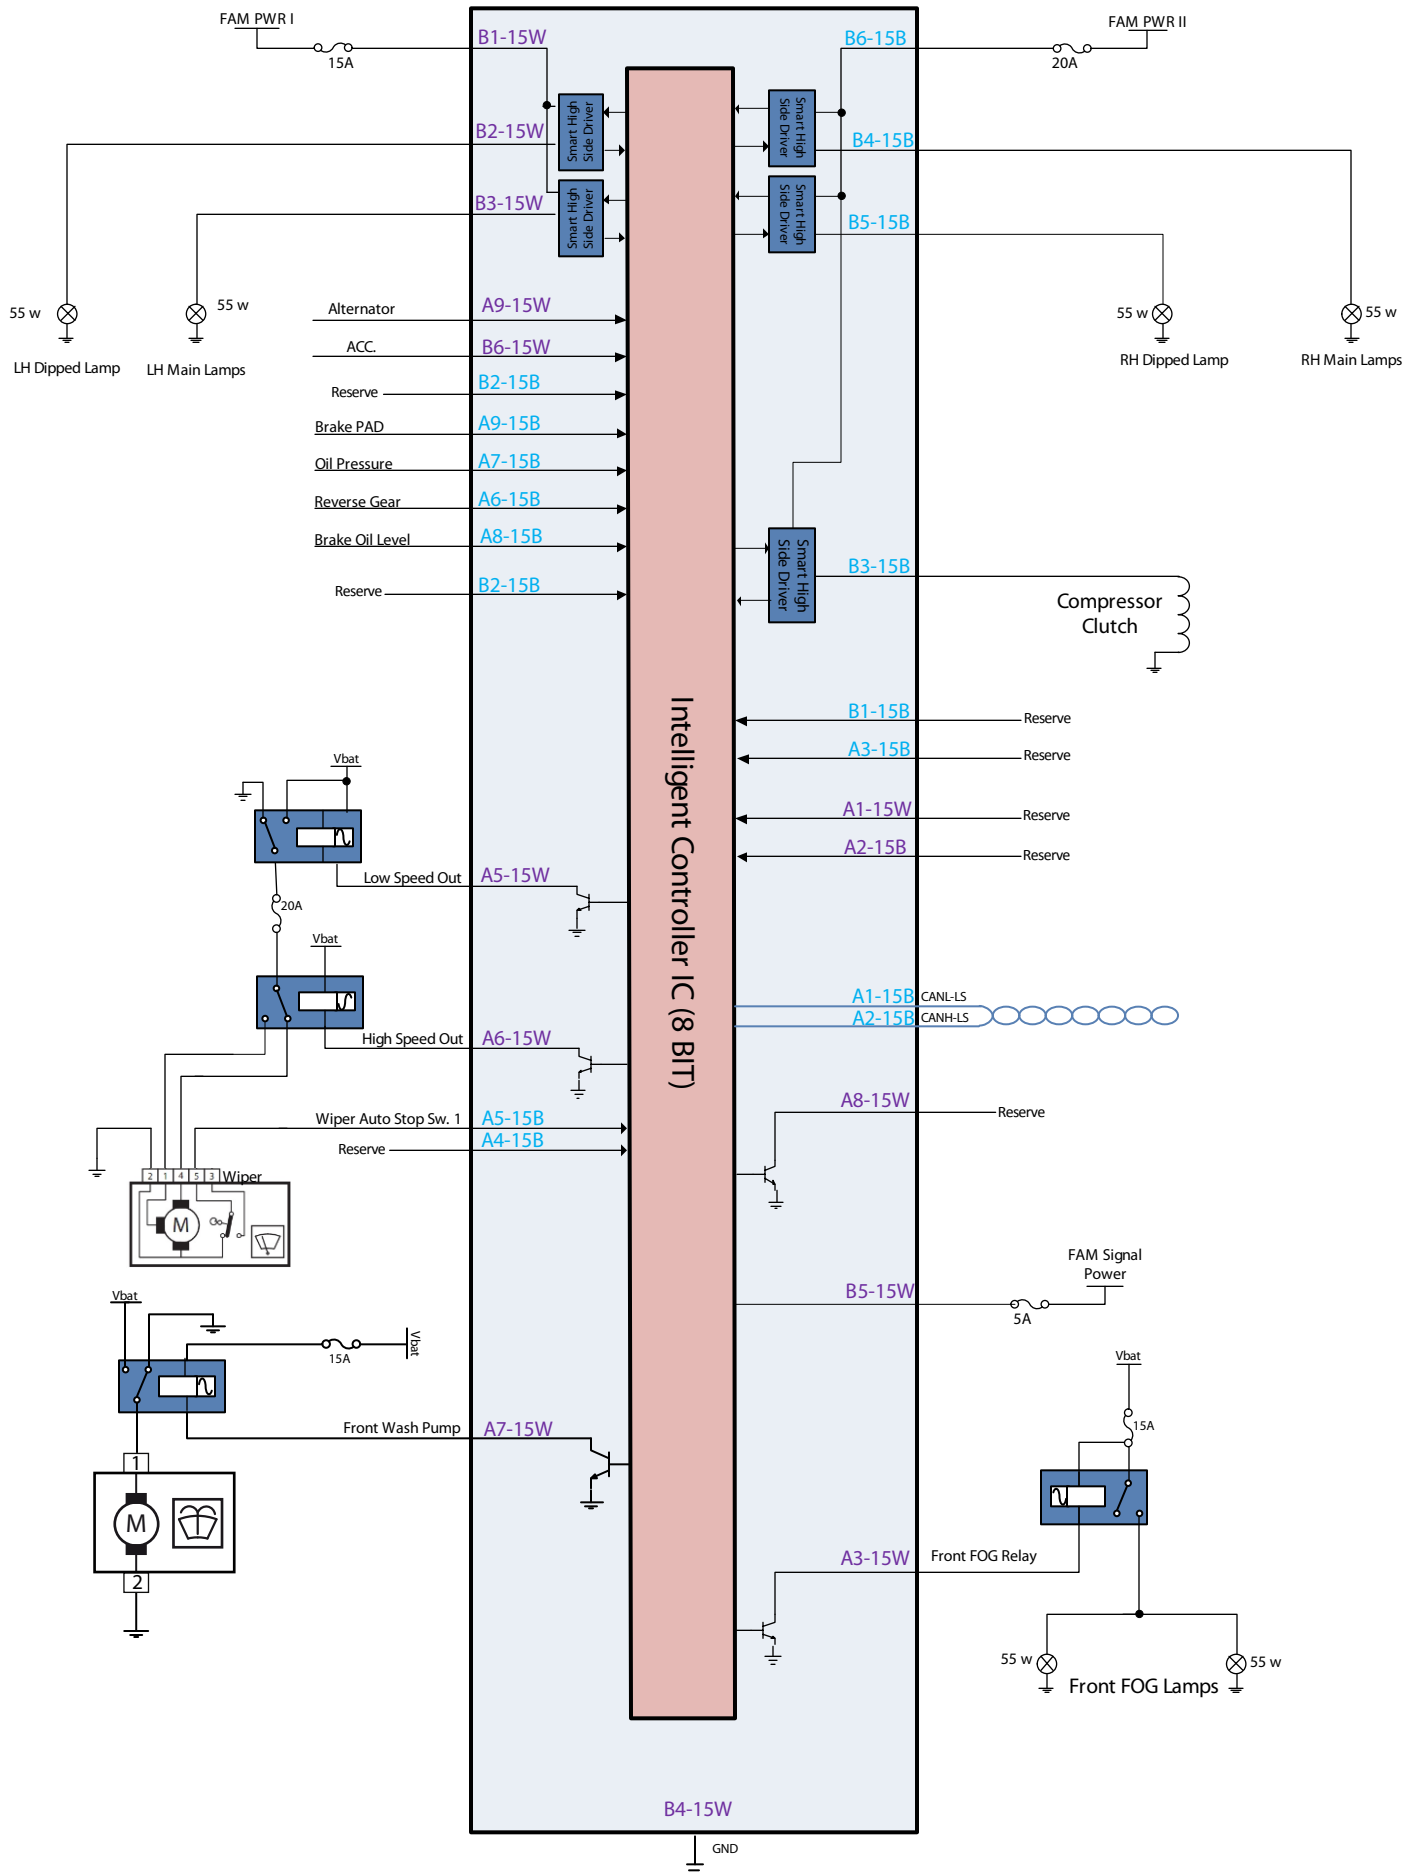 FAM PWR I
15A
B1-15W
B6-15B
FAM PWR II
20A
Smart High
Side Driver
Smart High
Side Driver
B2-15W
B4-15B
Smart High
Side Driver
Smart High
Side Driver
B3-15W
B5-15B
55 w
LH Dipped Lamp
55 w
LH Main Lamps
55 w
RH Dipped Lamp
55 w
RH Main Lamps
Alternator
A9-15W
ACC.
B6-15W
Reserve
B2-15B
Brake PAD
A9-15B
Oil Pressure
A7-15B
Reverse Gear
A6-15B
Brake Oil Level
A8-15B
Reserve
B2-15B
Smart High
Side Driver
B3-15B
Compressor
Clutch
Intelligent Controller IC (8 BIT)
B1-15B
Reserve
A3-15B
Reserve
A1-15W
Reserve
A2-15B
Reserve
Vbat
Low Speed Out
A5-15W
20A
Vbat
High Speed Out
A6-15W
A1-15B
CANL-LS
A2-15B
CANH-LS
Wiper Auto Stop Sw. 1
A5-15B
Reserve
A4-15B
A8-15W
Reserve
2 1 4 5 3
Wiper
M
FAM Signal
Power
B5-15W
5A
Vbat
15A
Vbat
Front Wash Pump
A7-15W
1
M
2
Vbat
15A
A3-15W
Front FOG Relay
55 w
55 w
Front FOG Lamps
B4-15W
GND